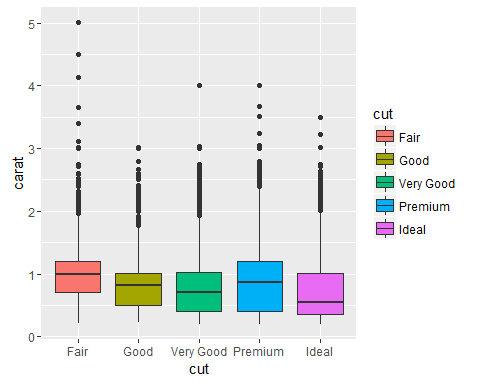 5
4
3
2
1
0
carat
Fair Good Very Good Premium Ideal
cut
cut
Fair
Good
Very Good
Premium
Ideal